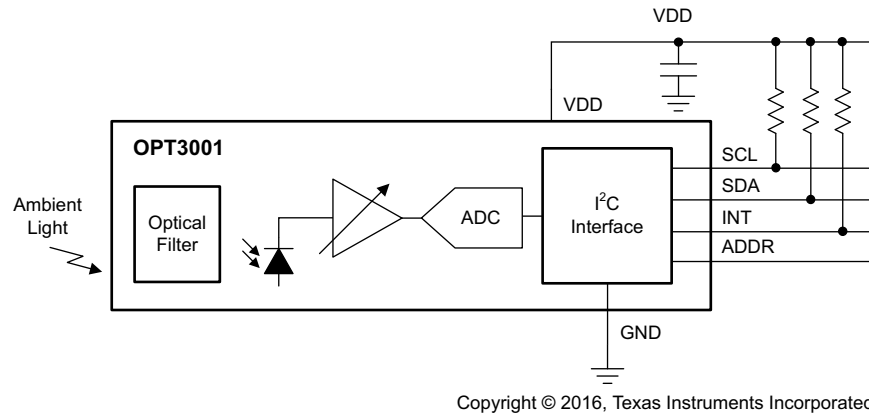 VDD
VDD
OPT3001
Ambient
Light
Optical
Filter
ADC
I²C
Interface
SCL
SDA
INT
ADDR
GND
Copyright © 2016, Texas Instruments Incorporated